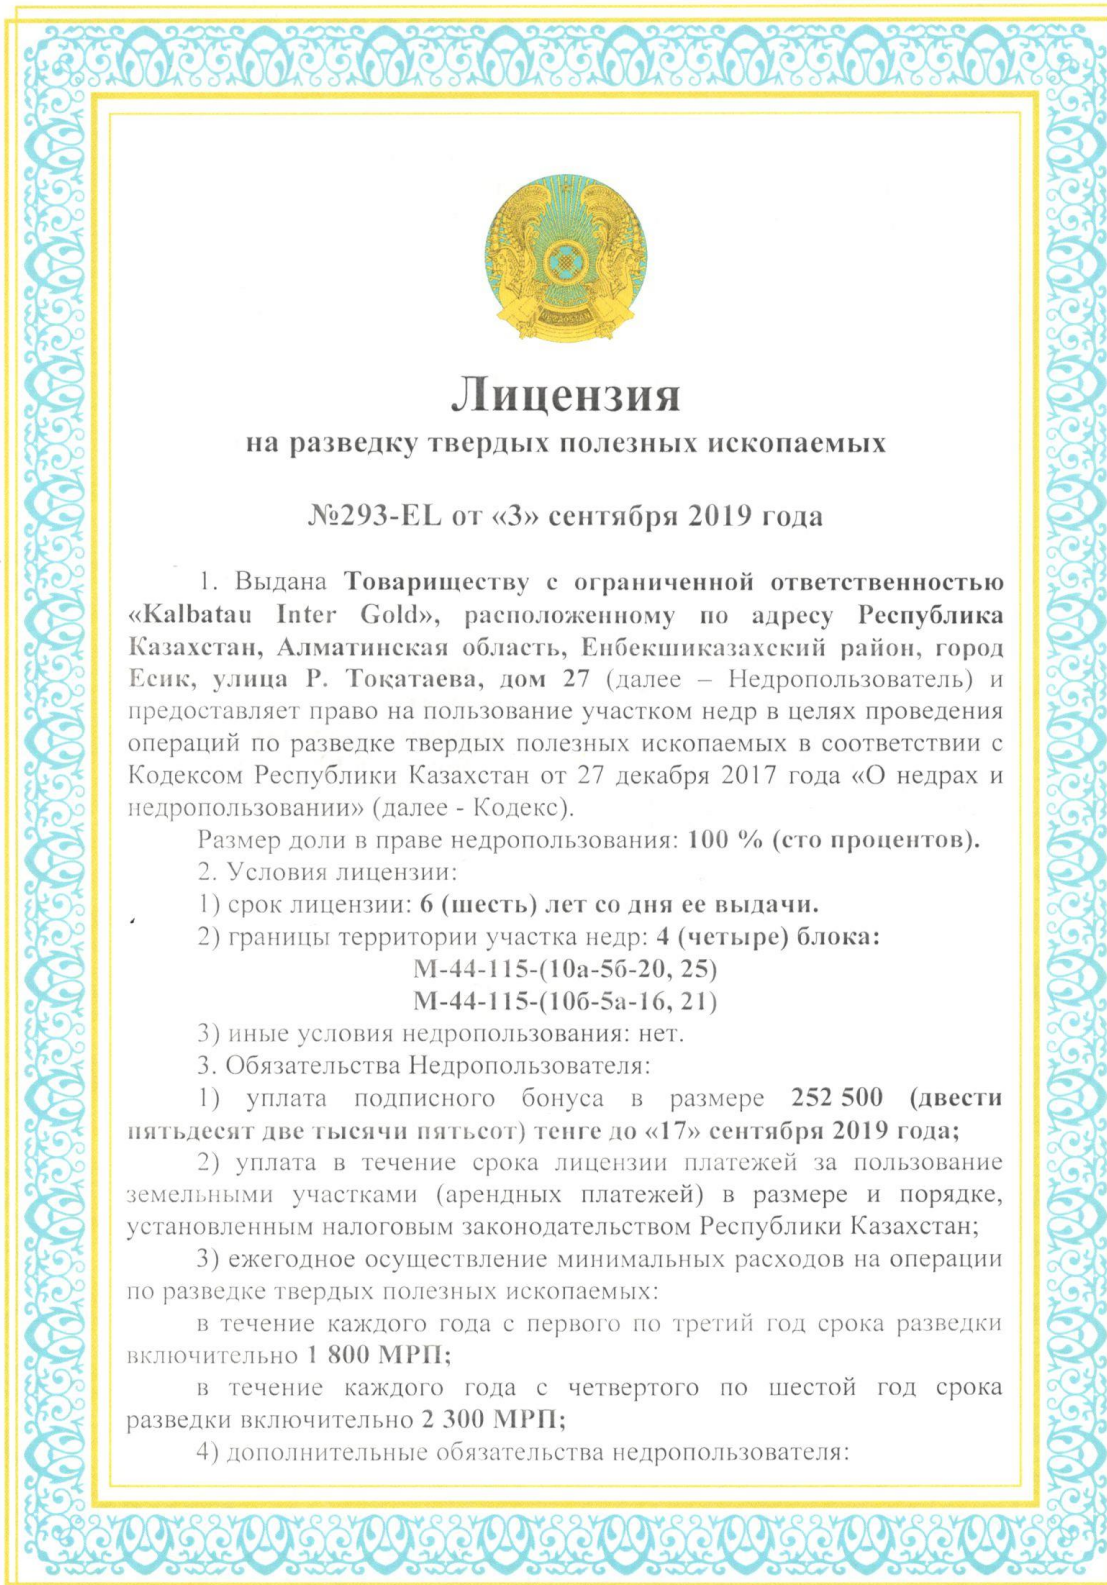 QAZAQSTAN
Лицензия
на разведку твердых полезных ископаемых
№293-EL от «3» сентября 2019 года
1. Выдана Товариществу с ограниченной ответственностью
«Kalbatau Inter Gold», расположенному по адресу Республика
Казахстан, Алматинская область, Енбекшиказахский район, город
Есик, улица Р. Токатаева, дом 27 (далее – Недропользователь) и
предоставляет право на пользование участком недр в целях проведения
операций по разведке твердых полезных ископаемых в соответствии с
Кодексом Республики Казахстан от 27 декабря 2017 года «О недрах и
недропользовании» (далее - Кодекс).
Размер доли в праве недропользования: 100 % (сто процентов).
2. Условия лицензии:
1) срок лицензии: 6 (шесть) лет со дня ее выдачи.
2) границы территории участка недр: 4 (четыре) блока:
М-44-115-(10а-5б-20, 25)
М-44-115-(10б-5а-16, 21)
3) иные условия недропользования: нет.
3. Обязательства Недропользователя:
1) уплата подписного бонуса в размере 252 500 (двести
пятьдесят две тысячи пятьсот) тенге до «17» сентября 2019 года;
2) уплата в течение срока лицензии платежей за пользование
земельными участками (арендных платежей) в размере и порядке,
установленным налоговым законодательством Республики Казахстан;
3) ежегодное осуществление минимальных расходов на операции
по разведке твердых полезных ископаемых:
в течение каждого года с первого по третий год срока разведки
включительно 1 800 МРП;
в течение каждого года с четвертого по шестой год срока
разведки включительно 2 300 МРП;
4) дополнительные обязательства недропользователя: